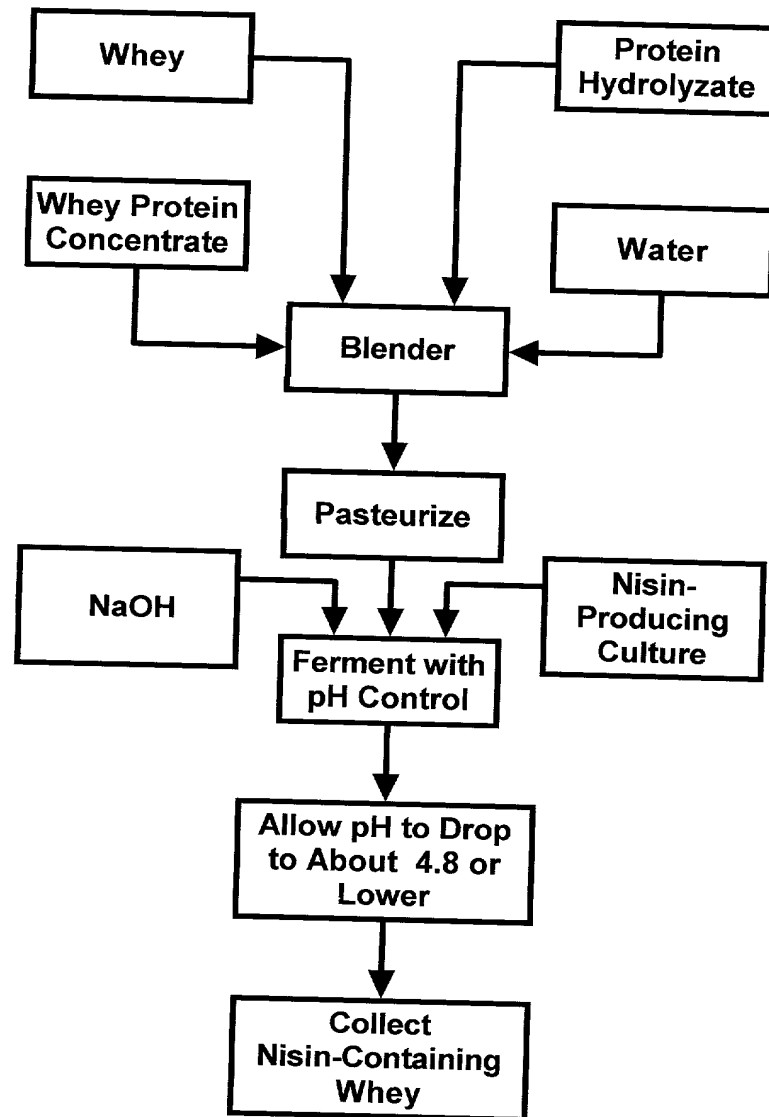 Whey
Protein
Hydrolyzate
Whey Protein
Concentrate
Water
Blender
Pasteurize
NaOH
Nisin-
Producing
Culture
Ferment with
pH Control
Allow pH to Drop
to About 4.8 or
Lower
Collect
Nisin-Containing
Whey